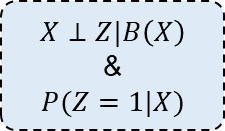 X ⊥ Z|B(X)
&
P(Z = 1|X)